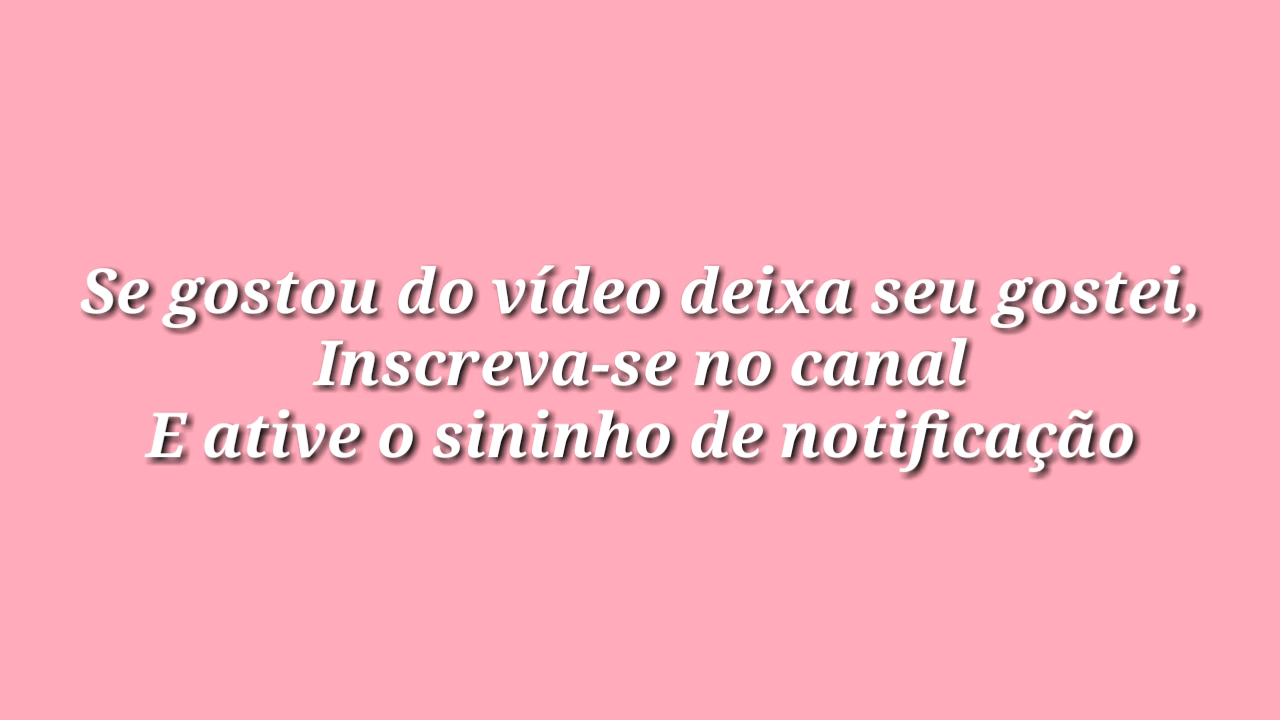 Se gostou do vídeo deixa seu gostei,
Inscreva-se no canal
E ative o sininho de notificação